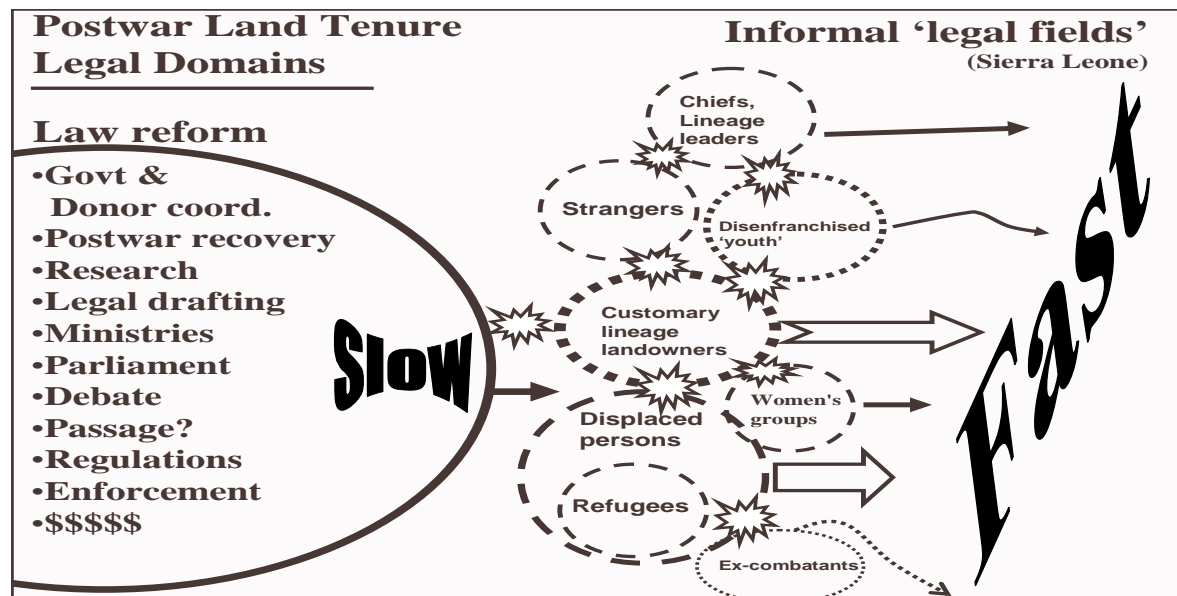 Postwar Land Tenure
Legal Domains
Informal ‘legal fields’
(Sierra Leone)
Law reform
•Govt &
Donor coord.
•Postwar recovery
•Research
•Legal drafting
•Ministries
•Parliament
•Debate
•Passage?
•Regulations
•Enforcement
•$$$$$
Slow
Chiefs,
Lineage
leaders
Strangers
Disenfranchised
‘youth’
Customary
lineage
landowners
Women's
groups
Displaced
persons
Refugees
Ex-combatants
Fast